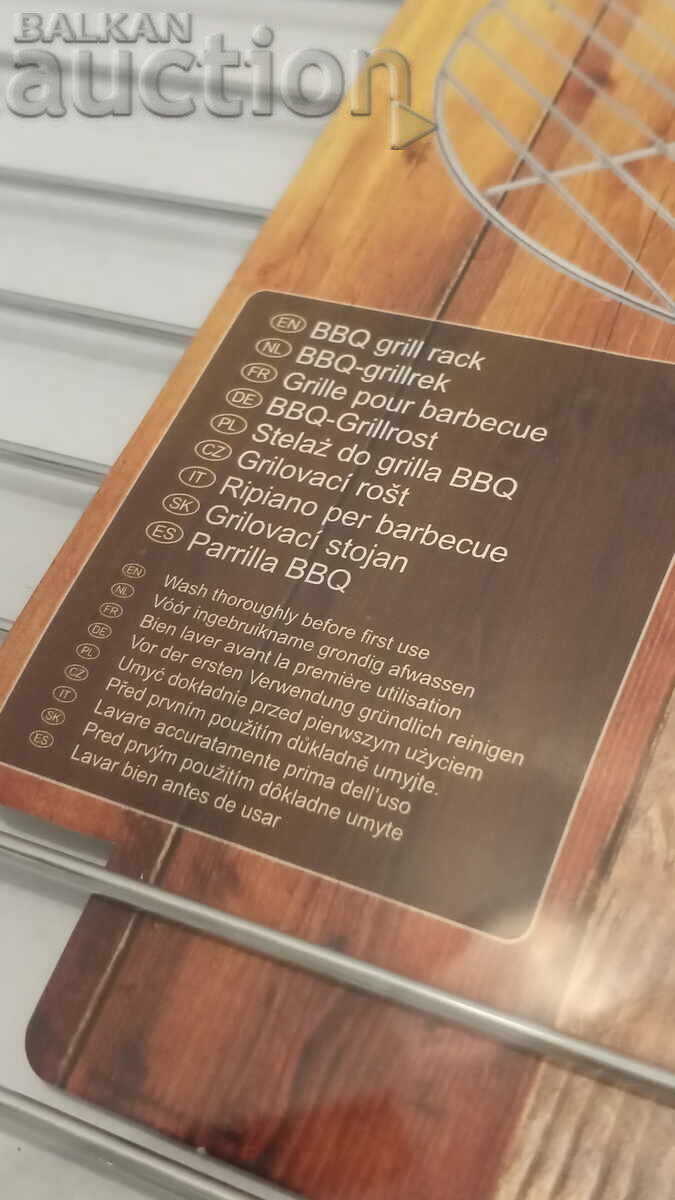 BALKAN
auction
EN BBQ grill rack
NL BBQ-grillrek
FR Grille pour barbecue
DE BBQ-Grillrost
PL Stelaż do grilla BBQ
CZ Grilovací rošt
IT Ripiano per barbecue
SK Grilovací stojan
ES Parrilla BBQ
EN Wash thoroughly before first use
NL Vóór ingebruikname grondig afwassen
FR Bien laver avant la première utilisation
DE Vor der ersten Verwendung gründlich reinigen
PL Umyć dokładnie przed pierwszym użyciem
CZ Před prvním použitím důkladně umyjte.
IT Lavare accuratamente prima dell'uso
SK Pred prvým použitím dôkladne umyte
ES Lavar bien antes de usar